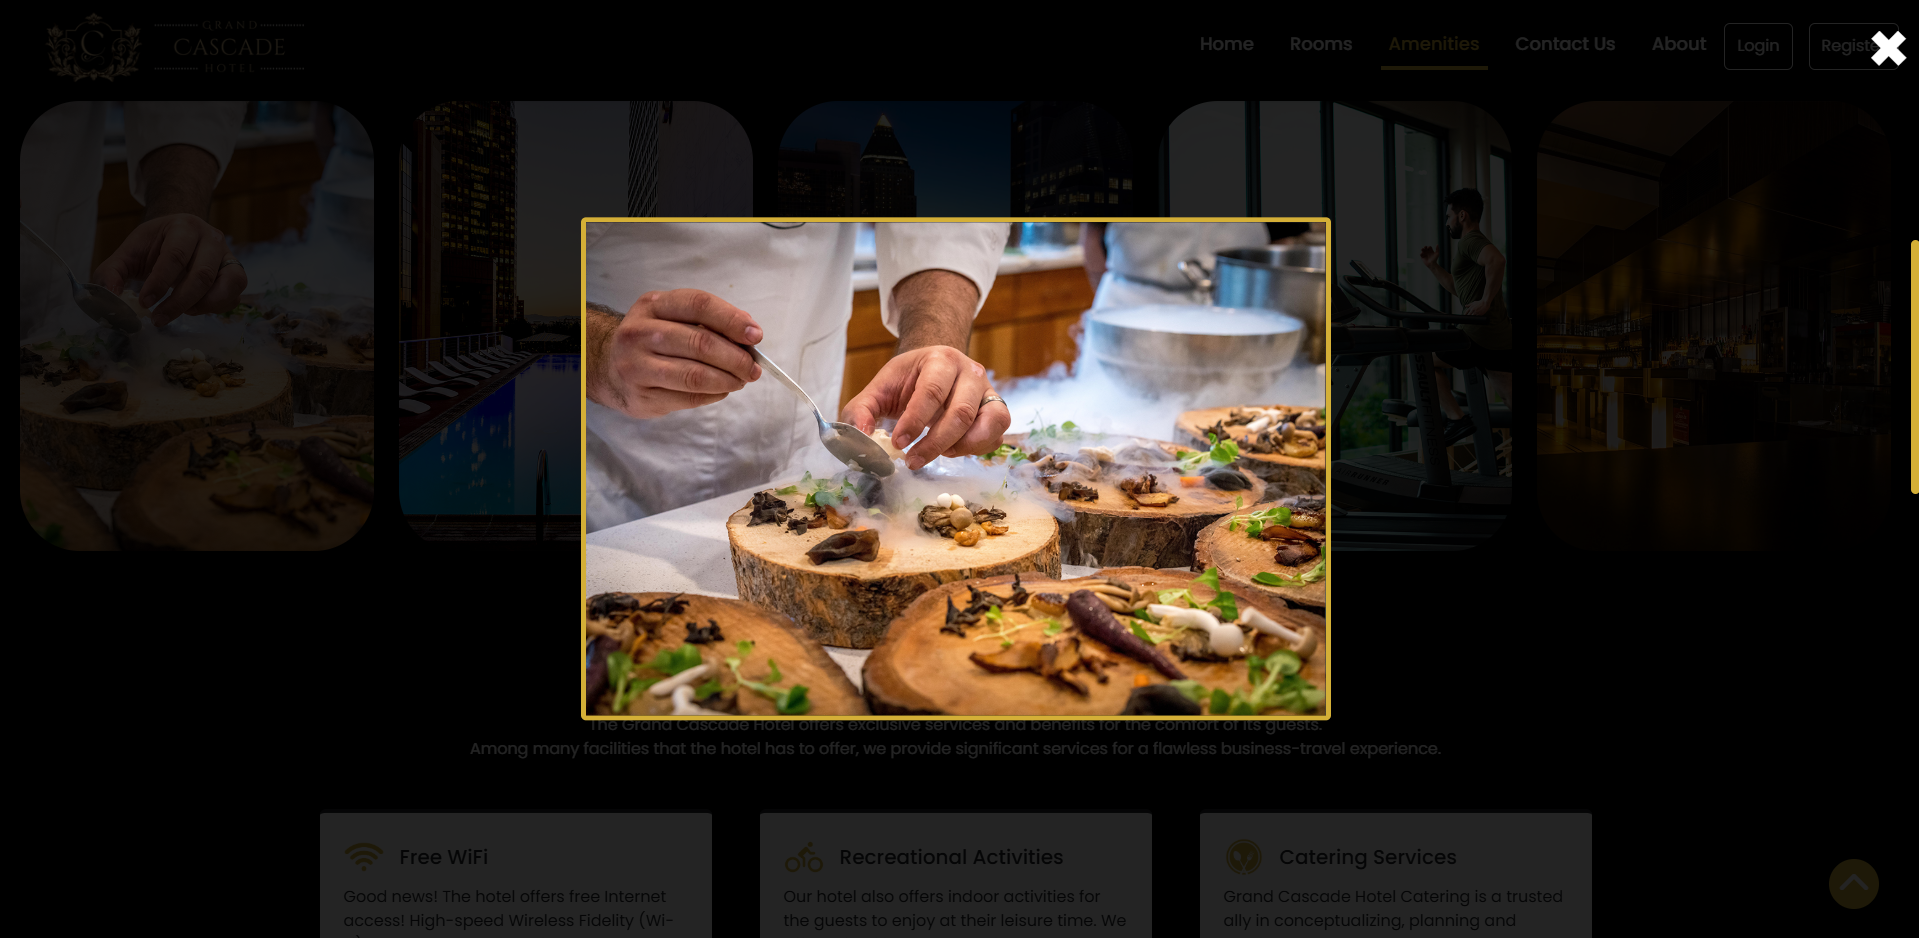 GRAND
CASCADE
HOTEL
Home
Rooms
Amenities
Contact Us
About
Login
Registe
The Grand Cascade Hotel offers exclusive services and benefits for the comfort of its guests.
Among many facilities that the hotel has to offer, we provide significant services for a flawless business-travel experience.
Free WiFi
Good news! The hotel offers free Internet
access! High-speed Wireless Fidelity (Wi-
Recreational Activities
Our hotel also offers indoor activities for
the guests to enjoy at their leisure time. We
Catering Services
Grand Cascade Hotel Catering is a trusted
ally in conceptualizing, planning and